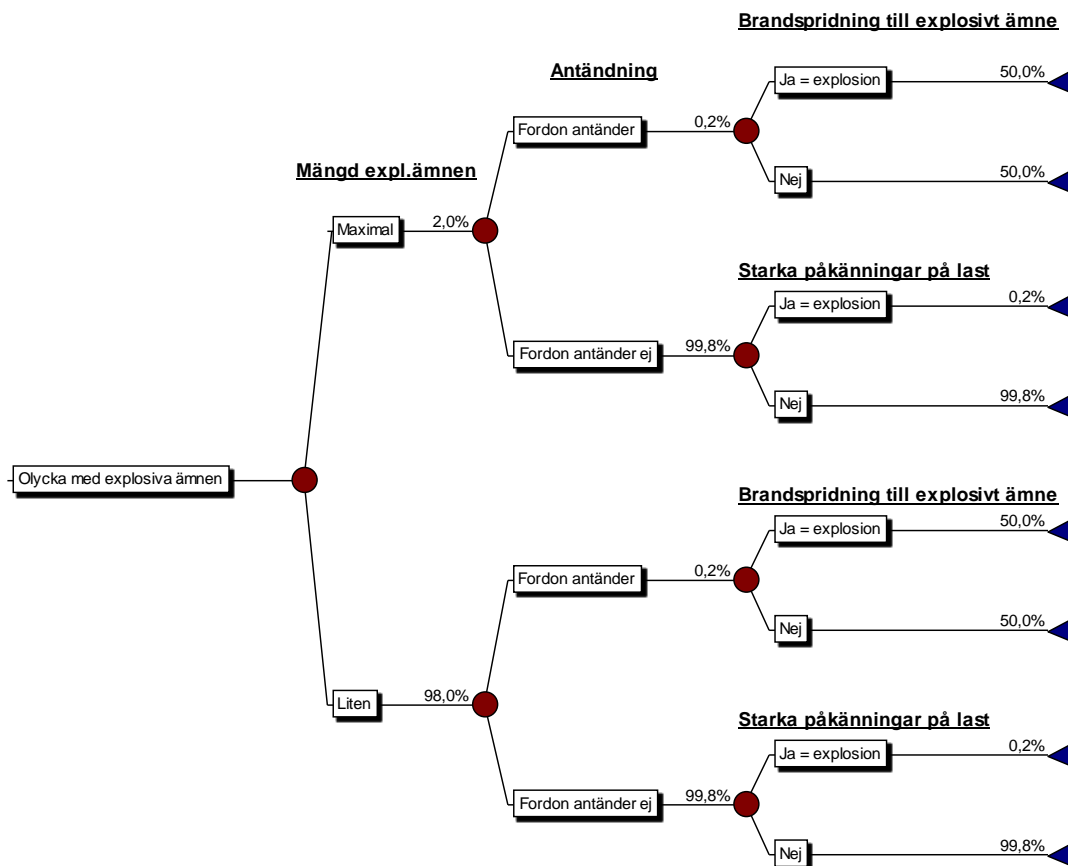 Brandspridning till explosivt ämne
Antändning
Ja = explosion 50,0%
Fordon antänder 0,2%
Mängd expl.ämnen
Nej 50,0%
Maximal 2,0%
Starka påkänningar på last
Ja = explosion 0,2%
Fordon antänder ej 99,8%
Nej 99,8%
Olycka med explosiva ämnen
Brandspridning till explosivt ämne
Ja = explosion 50,0%
Fordon antänder 0,2%
Nej 50,0%
Liten 98,0%
Starka påkänningar på last
Ja = explosion 0,2%
Fordon antänder ej 99,8%
Nej 99,8%